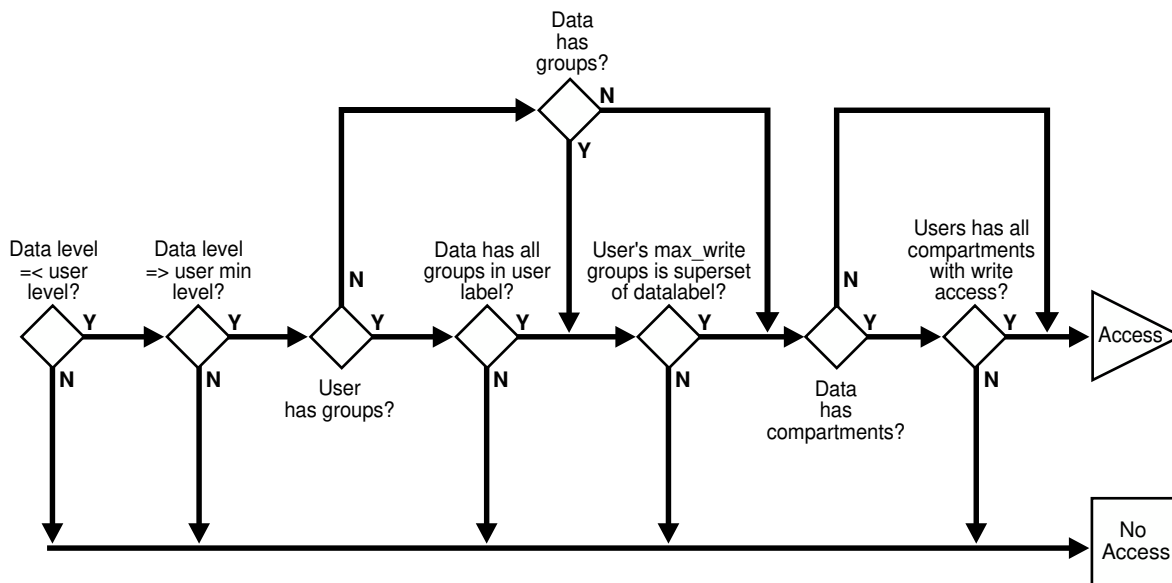 Data
has
groups?
N
Y
Data level
=< user
level?
Y
N
Data level
=> user min
level?
Y
N
N
Y
User
has groups?
Data has all
groups in user
label?
Y
N
User's max_write
groups is superset
of datalabel?
Y
N
N
Y
Data
has
compartments?
Users has all
compartments
with write
access?
Y
N
Access
No
Access